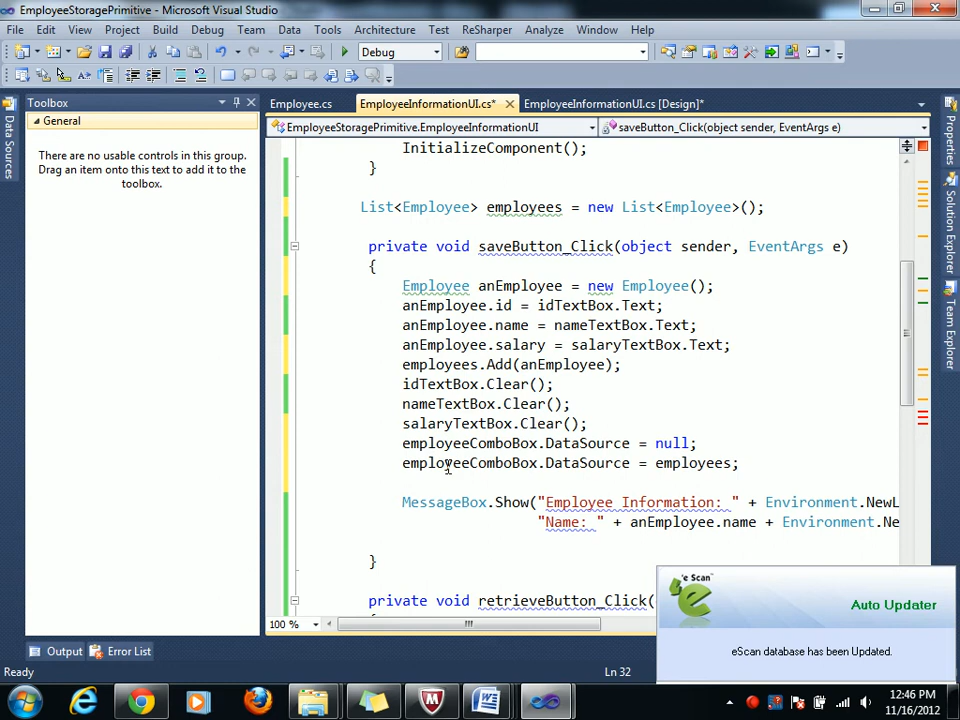 EmployeeStoragePrimitive - Microsoft Visual Studio
File Edit View Project Build Debug Team Data Tools Architecture Test ReSharper Analyze Window Help
Debug
Toolbox
Employee.cs EmployeeInformationUI.cs* EmployeeInformationUI.cs [Design]*
General
EmployeeStoragePrimitive.EmployeeInformationUI saveButton_Click(object sender, EventArgs e)
There are no usable controls in this group.
Drag an item onto this text to add it to the
toolbox.
Data Sources
Properties
Solution Explorer
Team Explorer
InitializeComponent();
}
List<Employee> employees = new List<Employee>();
private void saveButton_Click(object sender, EventArgs e)
{
Employee anEmployee = new Employee();
anEmployee.id = idTextBox.Text;
anEmployee.name = nameTextBox.Text;
anEmployee.salary = salaryTextBox.Text;
employees.Add(anEmployee);
idTextBox.Clear();
nameTextBox.Clear();
salaryTextBox.Clear();
employeeComboBox.DataSource = null;
employeeComboBox.DataSource = employees;
MessageBox.Show("Employee Information: " + Environment.NewL
"Name: " + anEmployee.name + Environment.Ne
}
private void retrieveButton_Click(
100 %
Output Error List
Ready Ln 32
e Scan
Auto Updater
eScan database has been Updated.
12:46 PM
11/16/2012